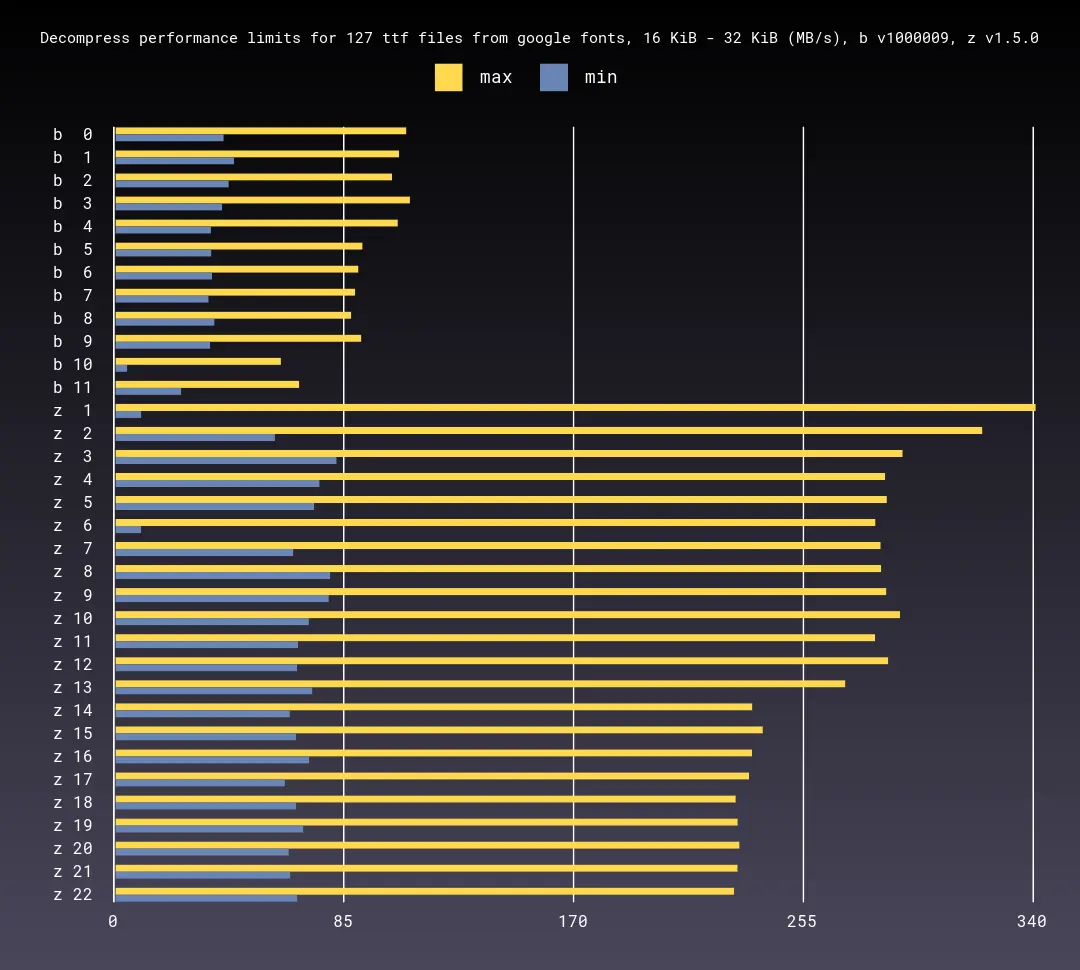 Decompress performance limits for 127 ttf files from google fonts, 16 KiB - 32 KiB (MB/s), b v1000009, z v1.5.0
max min
b 0
b 1
b 2
b 3
b 4
b 5
b 6
b 7
b 8
b 9
b 10
b 11
z 1
z 2
z 3
z 4
z 5
z 6
z 7
z 8
z 9
z 10
z 11
z 12
z 13
z 14
z 15
z 16
z 17
z 18
z 19
z 20
z 21
z 22
0 85 170 255 340